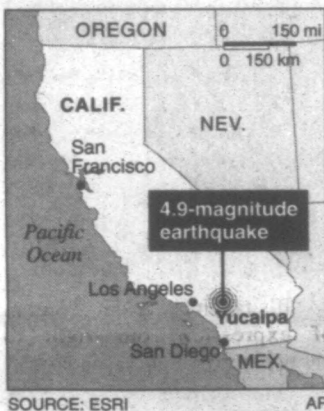 OREGON
0 150 mi
0 150 km
CALIF.
NEV.
San
Francisco
4.9-magnitude
earthquake
Pacific
Ocean
Los Angeles
Yucaipa
San Diego
MEX.
SOURCE: ESRI AP